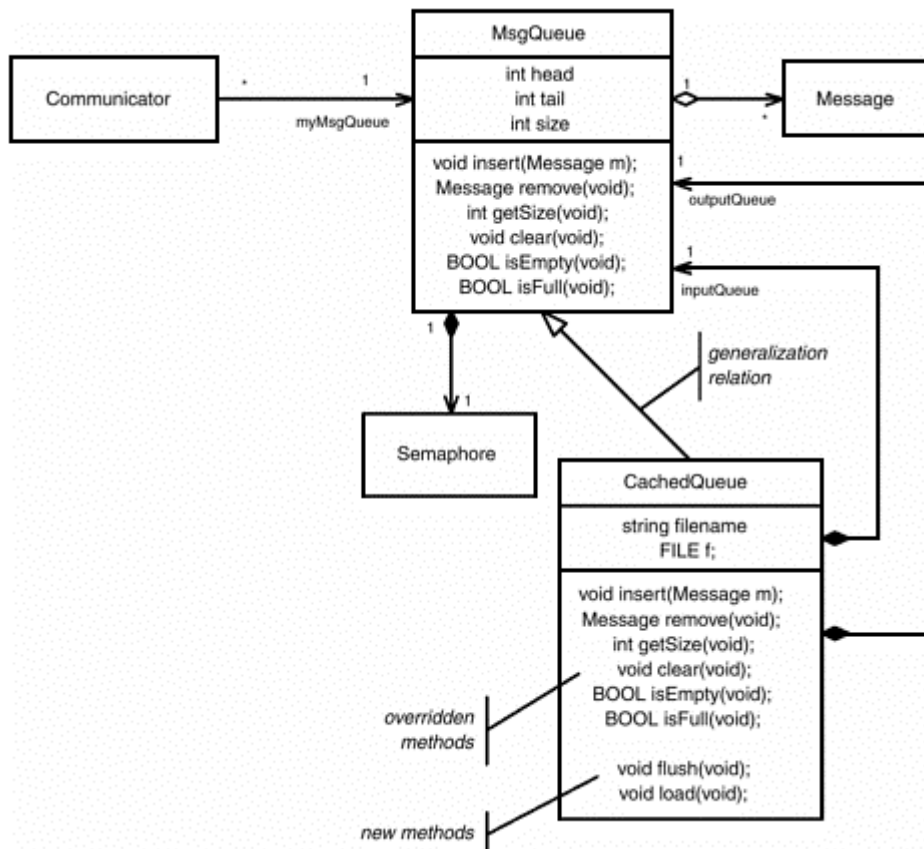 MsgQueue
int head
int tail
int size
void insert(Message m);
Message remove(void);
int getSize(void);
void clear(void);
BOOL isEmpty(void);
BOOL isFull(void);
Communicator
*
1
myMsgQueue
1
*
Message
1
outputQueue
1
inputQueue
1
1
Semaphore
generalization
relation
CachedQueue
string filename
FILE f;
void insert(Message m);
Message remove(void);
int getSize(void);
void clear(void);
BOOL isEmpty(void);
BOOL isFull(void);
void flush(void);
void load(void);
overridden
methods
new methods